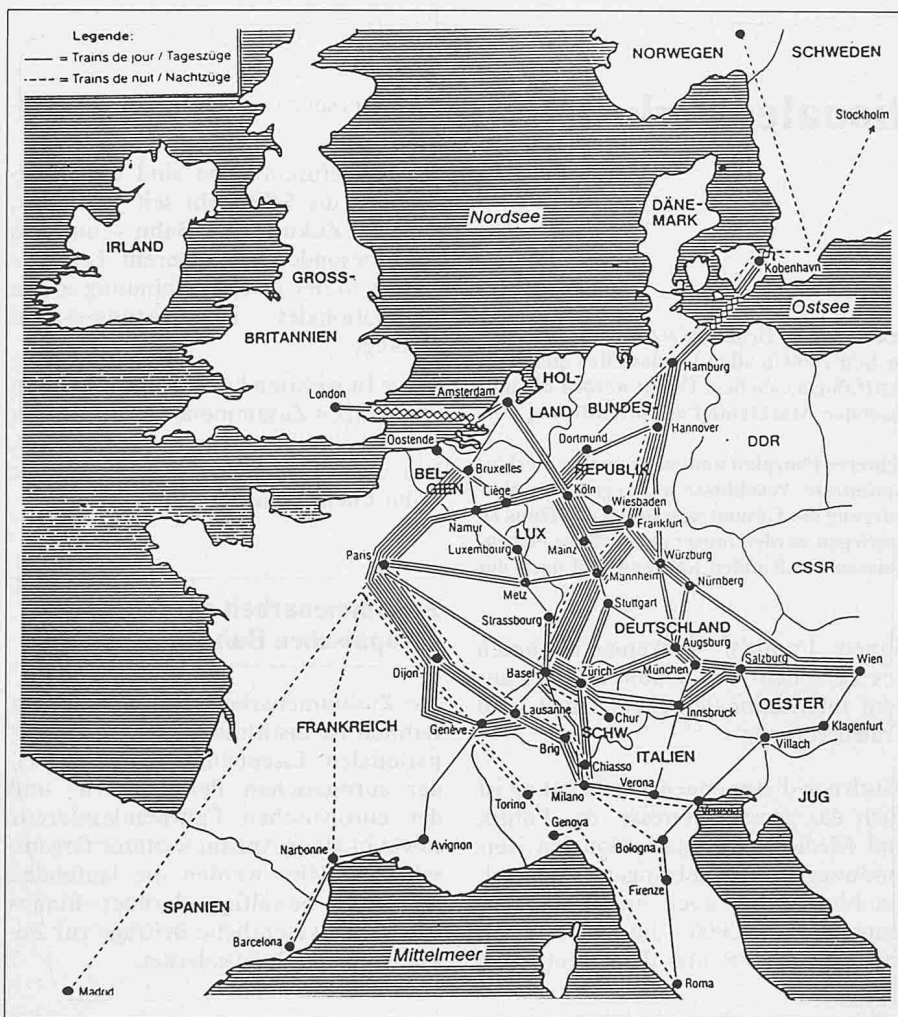 Legende:
= Trains de jour / Tageszüge
= Trains de nuit / Nachtzüge
NORWEGEN
SCHWEDEN
Stockholm
Nordsee
DÄNE-
MARK
IRLAND
GROSS-
BRITANNIEN
Kobenhavn
Ostsee
Hamburg
London
Amsterdam
HOL
LAND
BUNDES
Hannover
DDR
Oostende
Dortmund
BEL
GIEN
Bruxelles
REPUBLIK
Liège
Köln
Wiesbaden
Namur
Frankfurt
LUX
Paris
Luxembourg
Mainz
Würzburg
CSSR
Metz
Mannheim
Nürnberg
Strassbourg
Stuttgart
DEUTSCHLAND
Augsburg
Dijon
Basel
Zürich
München
Salzburg
Wien
Lausanne
Chur
Innsbruck
OESTER
FRANKREICH
Genève
SCHW
Klagenfurt
Brig
ITALIEN
Villach
Chiasso
Milano
Verona
JUG
Torino
Venezia
Genova
Narbonne
Avignon
Bologna
Firenze
SPANIEN
Barcelona
Mittelmeer
Madrid
Roma